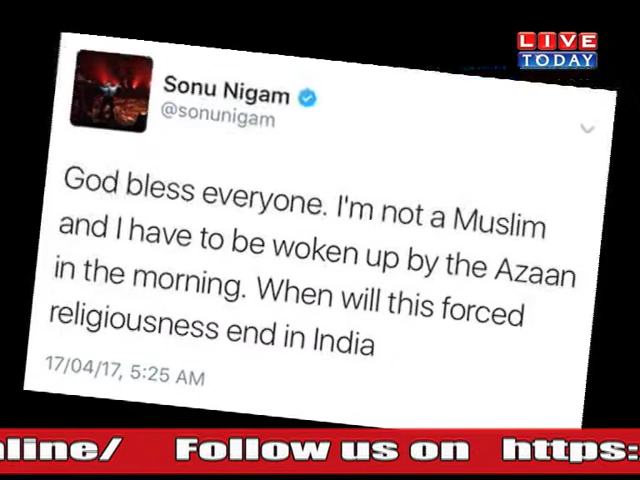 LIVE
TODAY
Sonu Nigam
@sonunigam
God bless everyone. I'm not a Muslim
and I have to be woken up by the Azaan
in the morning. When will this forced
religiousness end in India
17/04/17, 5:25 AM
Follow us on https: